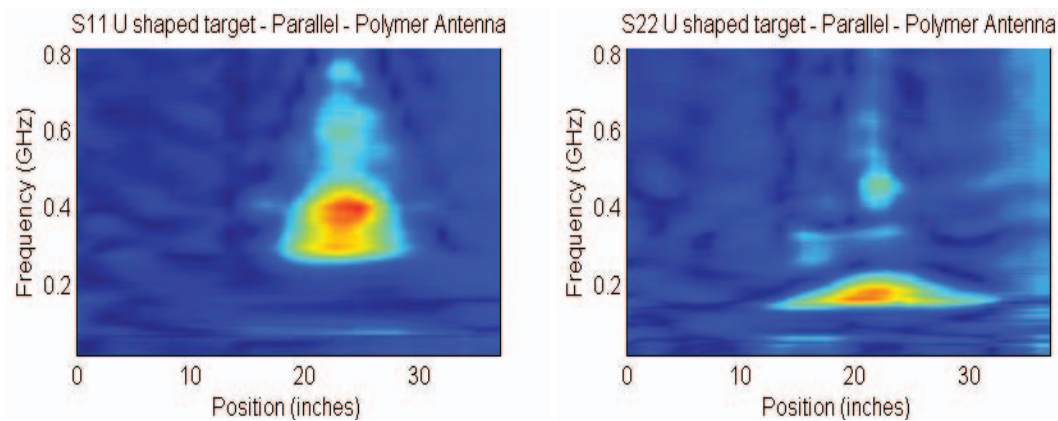 S11 U shaped target - Parallel - Polymer Antenna
0.8
0.6
0.4
0.2
Frequency (GHz)
0 10 20 30
Position (inches)
S22 U shaped target - Parallel - Polymer Antenna
0.8
0.6
0.4
0.2
Frequency (GHz)
0 10 20 30
Position (inches)